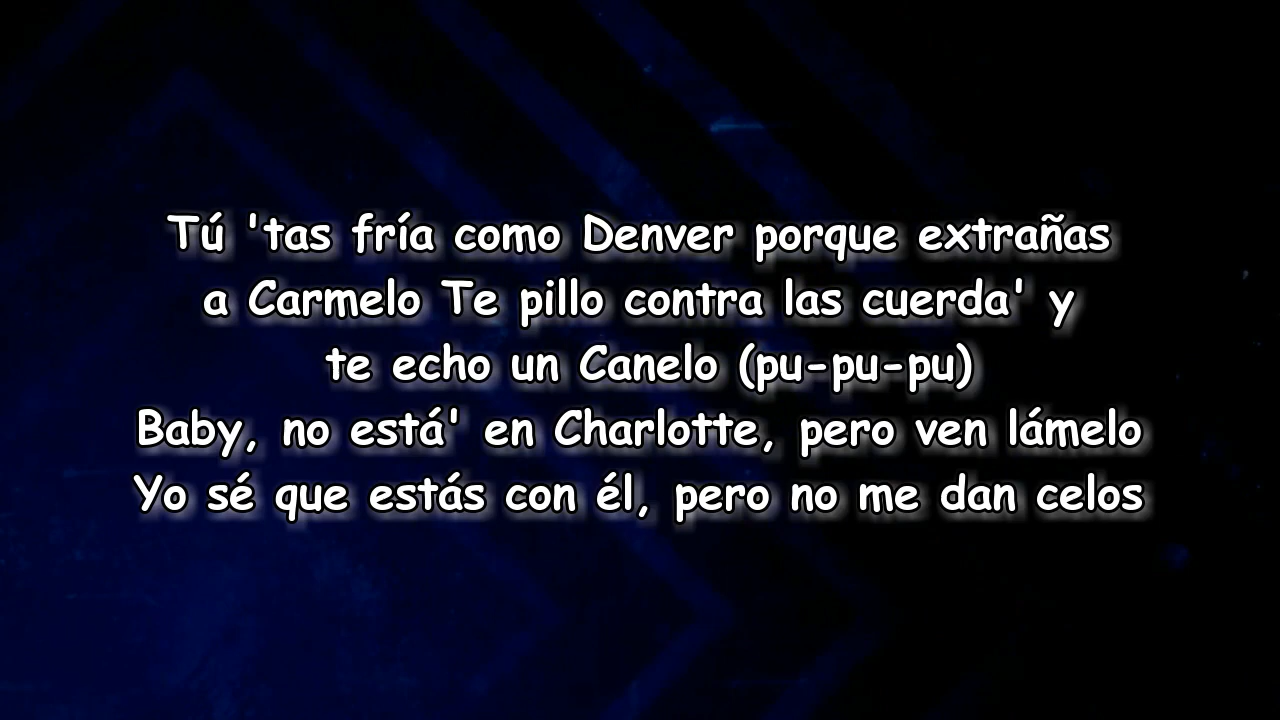 Tú 'tas fría como Denver porque extrañas
a Carmelo Te pillo contra las cuerda' y
te echo un Canelo (pu-pu-pu)
Baby, no está' en Charlotte, pero ven lámelo
Yo sé que estás con él, pero no me dan celos